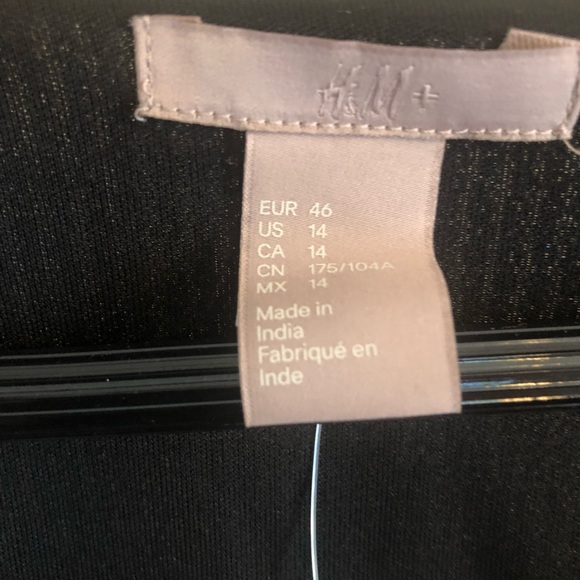 H&M+
EUR 46
US 14
CA 14
CN 175/104A
MX 14
Made in
India
Fabriqué en
Inde